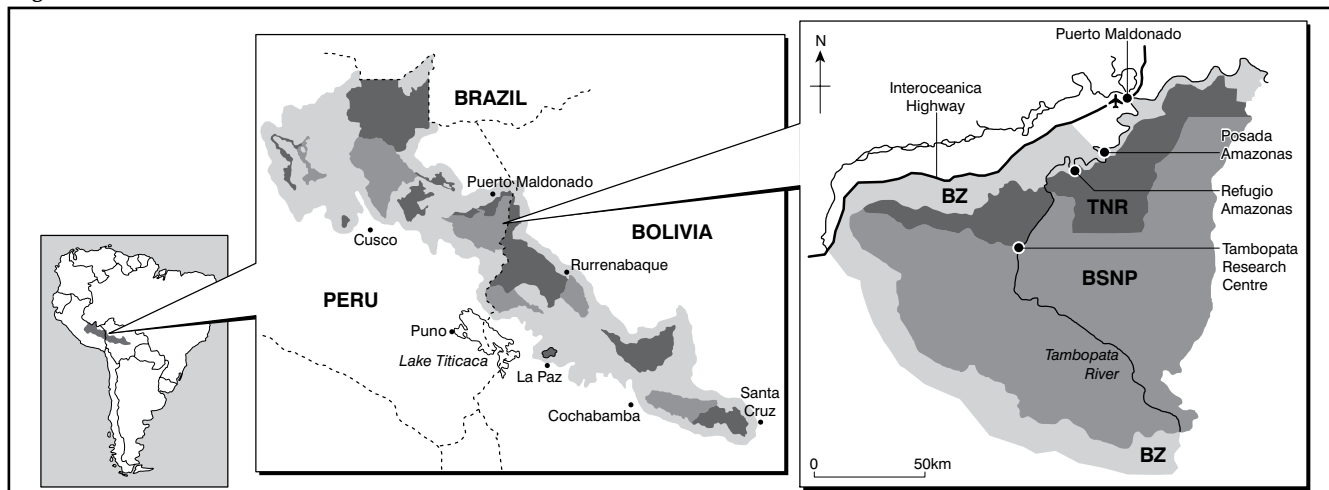 BRAZIL
Puerto Maldonado
BOLIVIA
Cusco
Rurrenabaque
PERU
Puno
Lake Titicaca
La Paz
Santa
Cruz
Cochabamba
Puerto Maldonado
N
Interoceanica
Highway
Posada
Amazonas
BZ
Refugio
Amazonas
TNR
Tambopata
Research
Centre
BSNP
Tambopata
River
BZ
0
50km